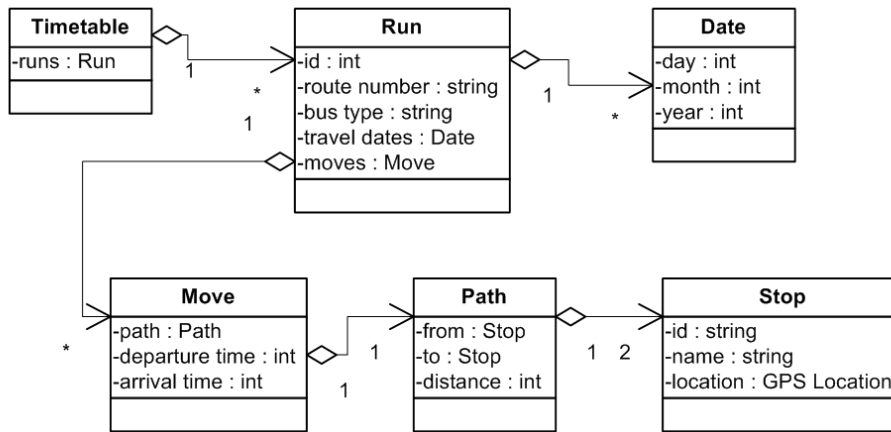 Timetable
-runs : Run
1
*
Run
-id : int
-route number : string
-bus type : string
-travel dates : Date
-moves : Move
1
*
Date
-day : int
-month : int
-year : int
1
*
Move
-path : Path
-departure time : int
-arrival time : int
1
1
Path
-from : Stop
-to : Stop
-distance : int
1
2
Stop
-id : string
-name : string
-location : GPS Location